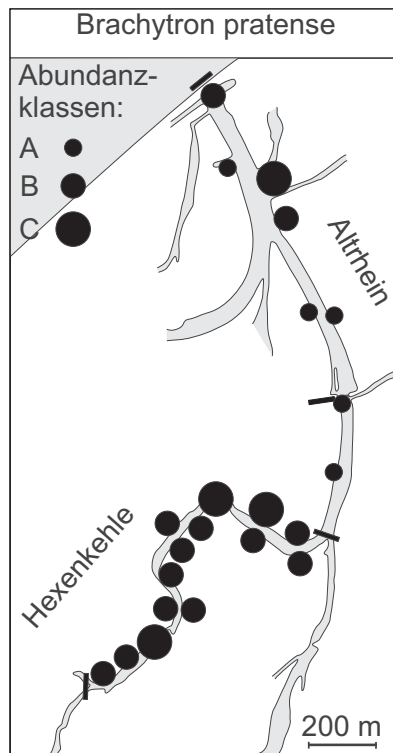 Brachytron pratense
Abundanz-
klassen:
A
B
C
Altrhein
Hexenkehle
200 m